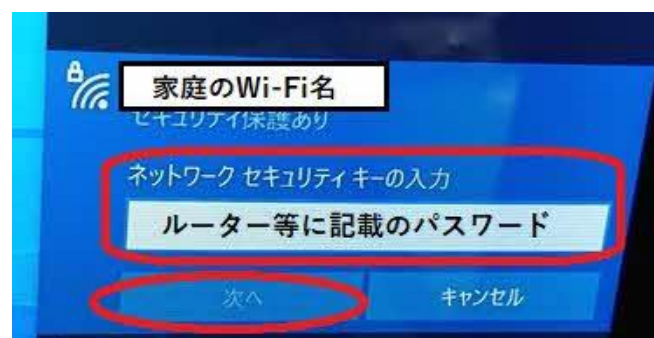 家庭のWi-Fi名
セキュリティ保護あり
ネットワーク セキュリティ キーの入力
ルーター等に記載のパスワード
次へ
キャンセル